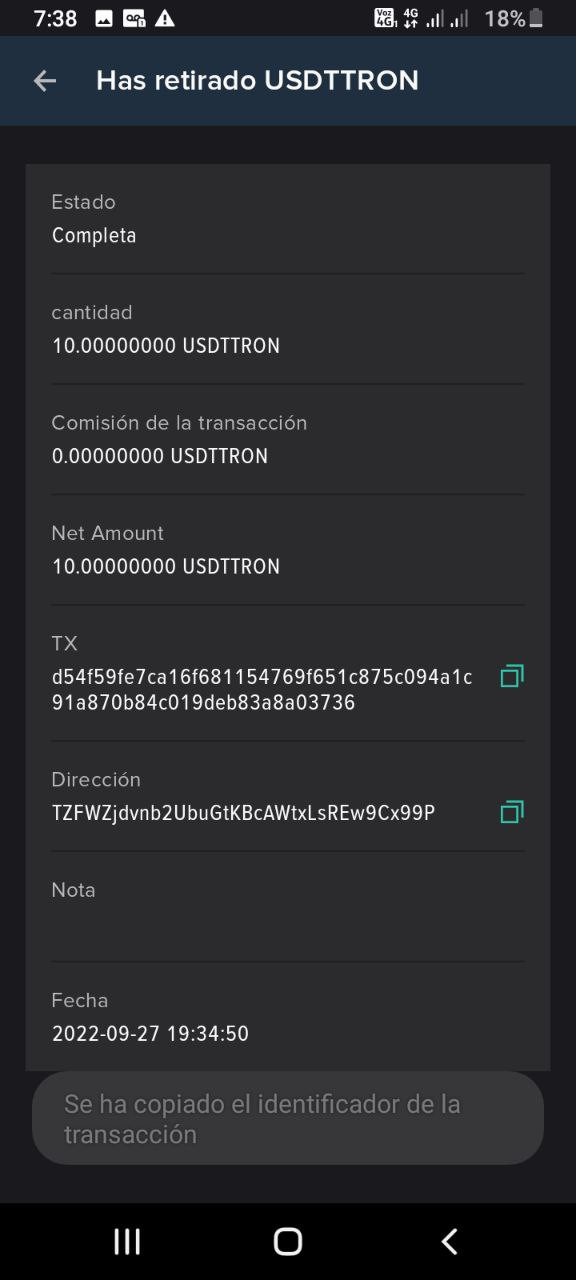 7:38
Voz 4G 4G 18%
Has retirado USDTTRON
Estado
Completa
cantidad
10.00000000 USDTTRON
Comisión de la transacción
0.00000000 USDTTRON
Net Amount
10.00000000 USDTTRON
TX
d54f59fe7ca16f681154769f651c875c094a1c
91a870b84c019deb83a8a03736
Dirección
TZFWZjdvnb2UbuGtKBcAWtxLsREw9Cx99P
Nota
Fecha
2022-09-27 19:34:50
Se ha copiado el identificador de la
transacción